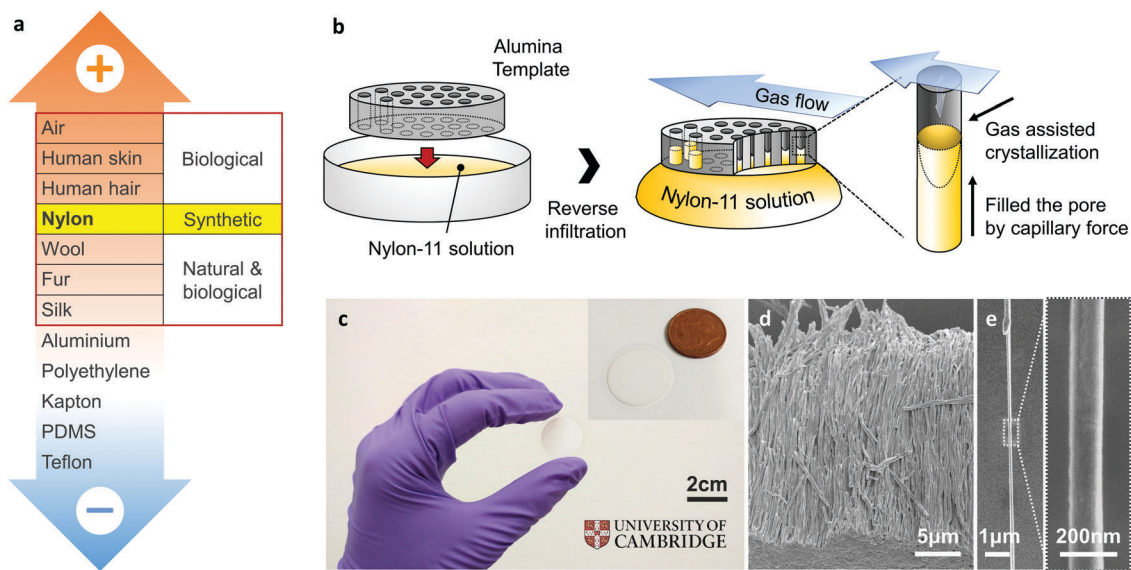 a
+
Air
Human skin
Human hair
Biological
Nylon
Synthetic
Wool
Fur
Silk
Natural &
biological
Aluminium
Polyethylene
Kapton
PDMS
Teflon
−
b
Alumina
Template
Nylon-11 solution
Reverse
infiltration
Gas flow
Nylon-11 solution
Gas assisted
crystallization
Filled the pore
by capillary force
c
2cm
UNIVERSITY OF
CAMBRIDGE
d
5μm
e
1μm
200nm